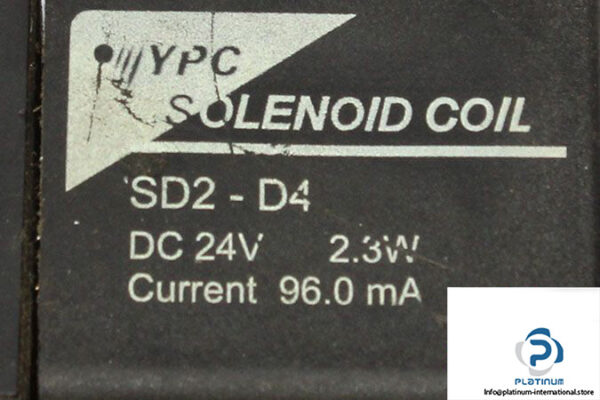 YPC
SOLENOID COIL
SD2 - D4
DC 24V 2.3W
Current 96.0 mA
PLATINUM
Info@platinum-international.store